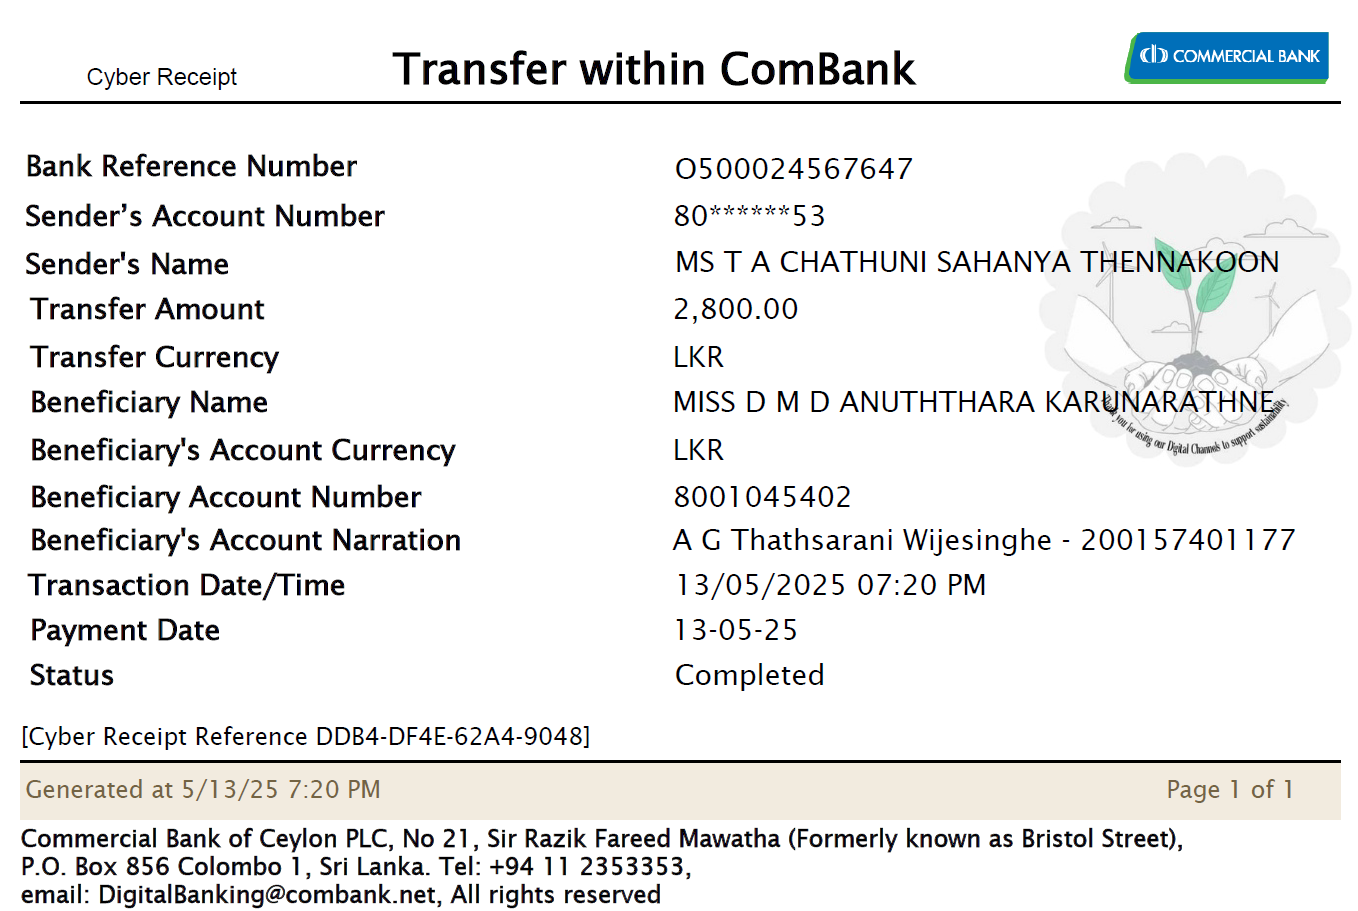 Cyber Receipt
Transfer within ComBank
COMMERCIAL BANK
Bank Reference Number O500024567647
Sender’s Account Number 80******53
Sender's Name MS T A CHATHUNI SAHANYA THENNAKOON
Transfer Amount 2,800.00
Transfer Currency LKR
Beneficiary Name MISS D M D ANUTHTHARA KARUNARATHNE
Thank you for using our Digital Channels to support sustainability
Beneficiary's Account Currency LKR
Beneficiary Account Number 8001045402
Beneficiary's Account Narration A G Thathsarani Wijesinghe - 200157401177
Transaction Date/Time 13/05/2025 07:20 PM
Payment Date 13-05-25
Status Completed
[Cyber Receipt Reference DDB4-DF4E-62A4-9048]
Generated at 5/13/25 7:20 PM Page 1 of 1
Commercial Bank of Ceylon PLC, No 21, Sir Razik Fareed Mawatha (Formerly known as Bristol Street),
P.O. Box 856 Colombo 1, Sri Lanka. Tel: +94 11 2353353,
email: DigitalBanking@combank.net, All rights reserved